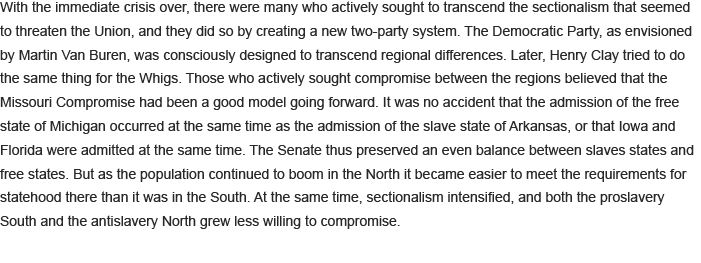 With the immediate crisis over, there were many who actively sought to transcend the sectionalism that seemed
to threaten the Union, and they did so by creating a new two-party system. The Democratic Party, as envisioned
by Martin Van Buren, was consciously designed to transcend regional differences. Later, Henry Clay tried to do
the same thing for the Whigs. Those who actively sought compromise between the regions believed that the
Missouri Compromise had been a good model going forward. It was no accident that the admission of the free
state of Michigan occurred at the same time as the admission of the slave state of Arkansas, or that Iowa and
Florida were admitted at the same time. The Senate thus preserved an even balance between slaves states and
free states. But as the population continued to boom in the North it became easier to meet the requirements for
statehood there than it was in the South. At the same time, sectionalism intensified, and both the proslavery
South and the antislavery North grew less willing to compromise.